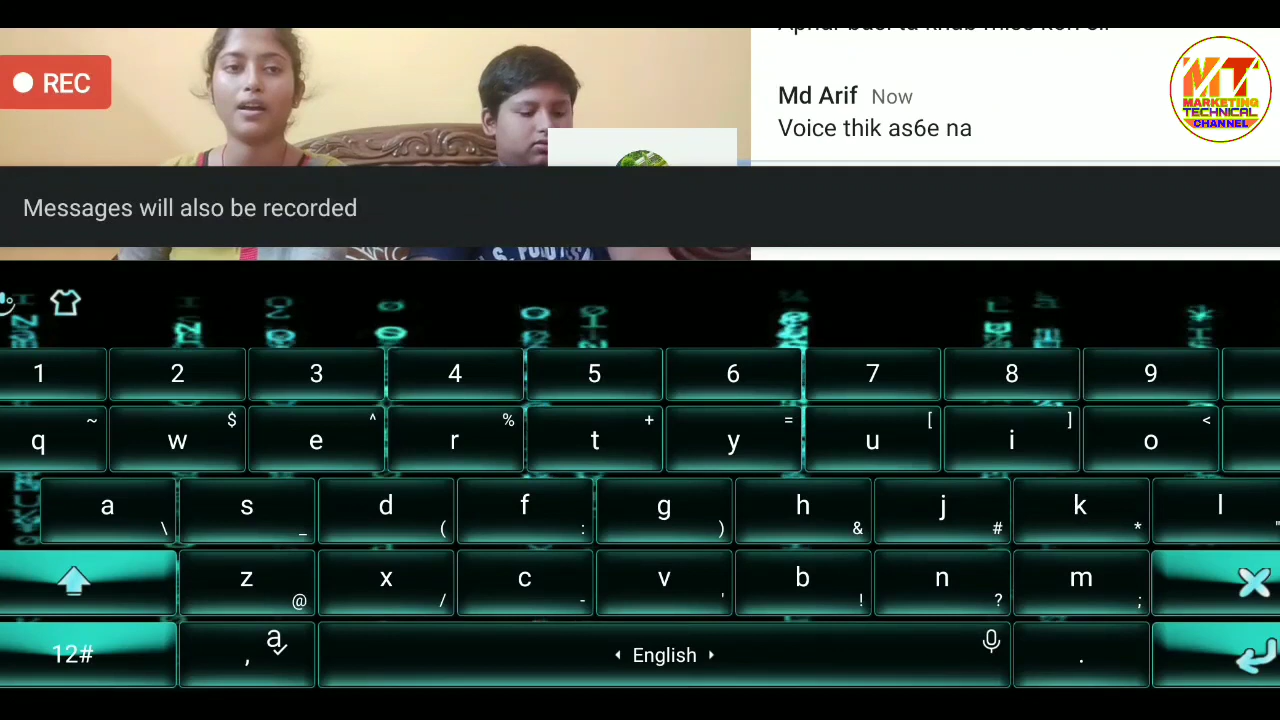 REC
Md Arif Now
Voice thik as6e na
MT
MARKETING
TECHNICAL
CHANNEL
Messages will also be recorded
1 2 3 4 5 6 7 8 9
~ $ ^ % + = [ ] <
q w e r t y u i o
a s d f g h j k l
\ _ ( : ) & # * "
z x c v b n m
@ / - ' ! ? ;
12# , a English .